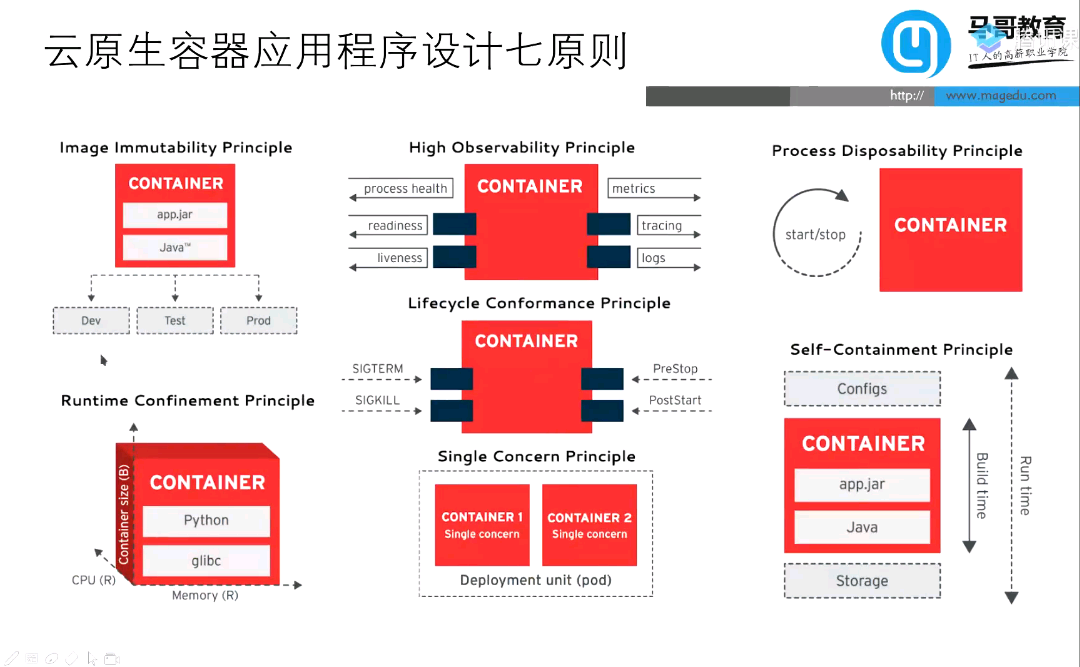 云原生容器应用程序设计七原则
马哥教育
IT人的高薪职业学院
http://
www.magedu.com
Image Immutability Principle
CONTAINER
app.jar
Java™
Dev
Test
Prod
High Observability Principle
CONTAINER
process health
readiness
liveness
metrics
tracing
logs
Process Disposability Principle
start/stop
CONTAINER
Lifecycle Conformance Principle
CONTAINER
SIGTERM
SIGKILL
PreStop
PostStart
Runtime Confinement Principle
CONTAINER
Python
glibc
Container size (B)
CPU (R)
Memory (R)
Single Concern Principle
CONTAINER 1
Single concern
CONTAINER 2
Single concern
Deployment unit (pod)
Self-Containment Principle
Configs
CONTAINER
app.jar
Java
Storage
Build time
Run time